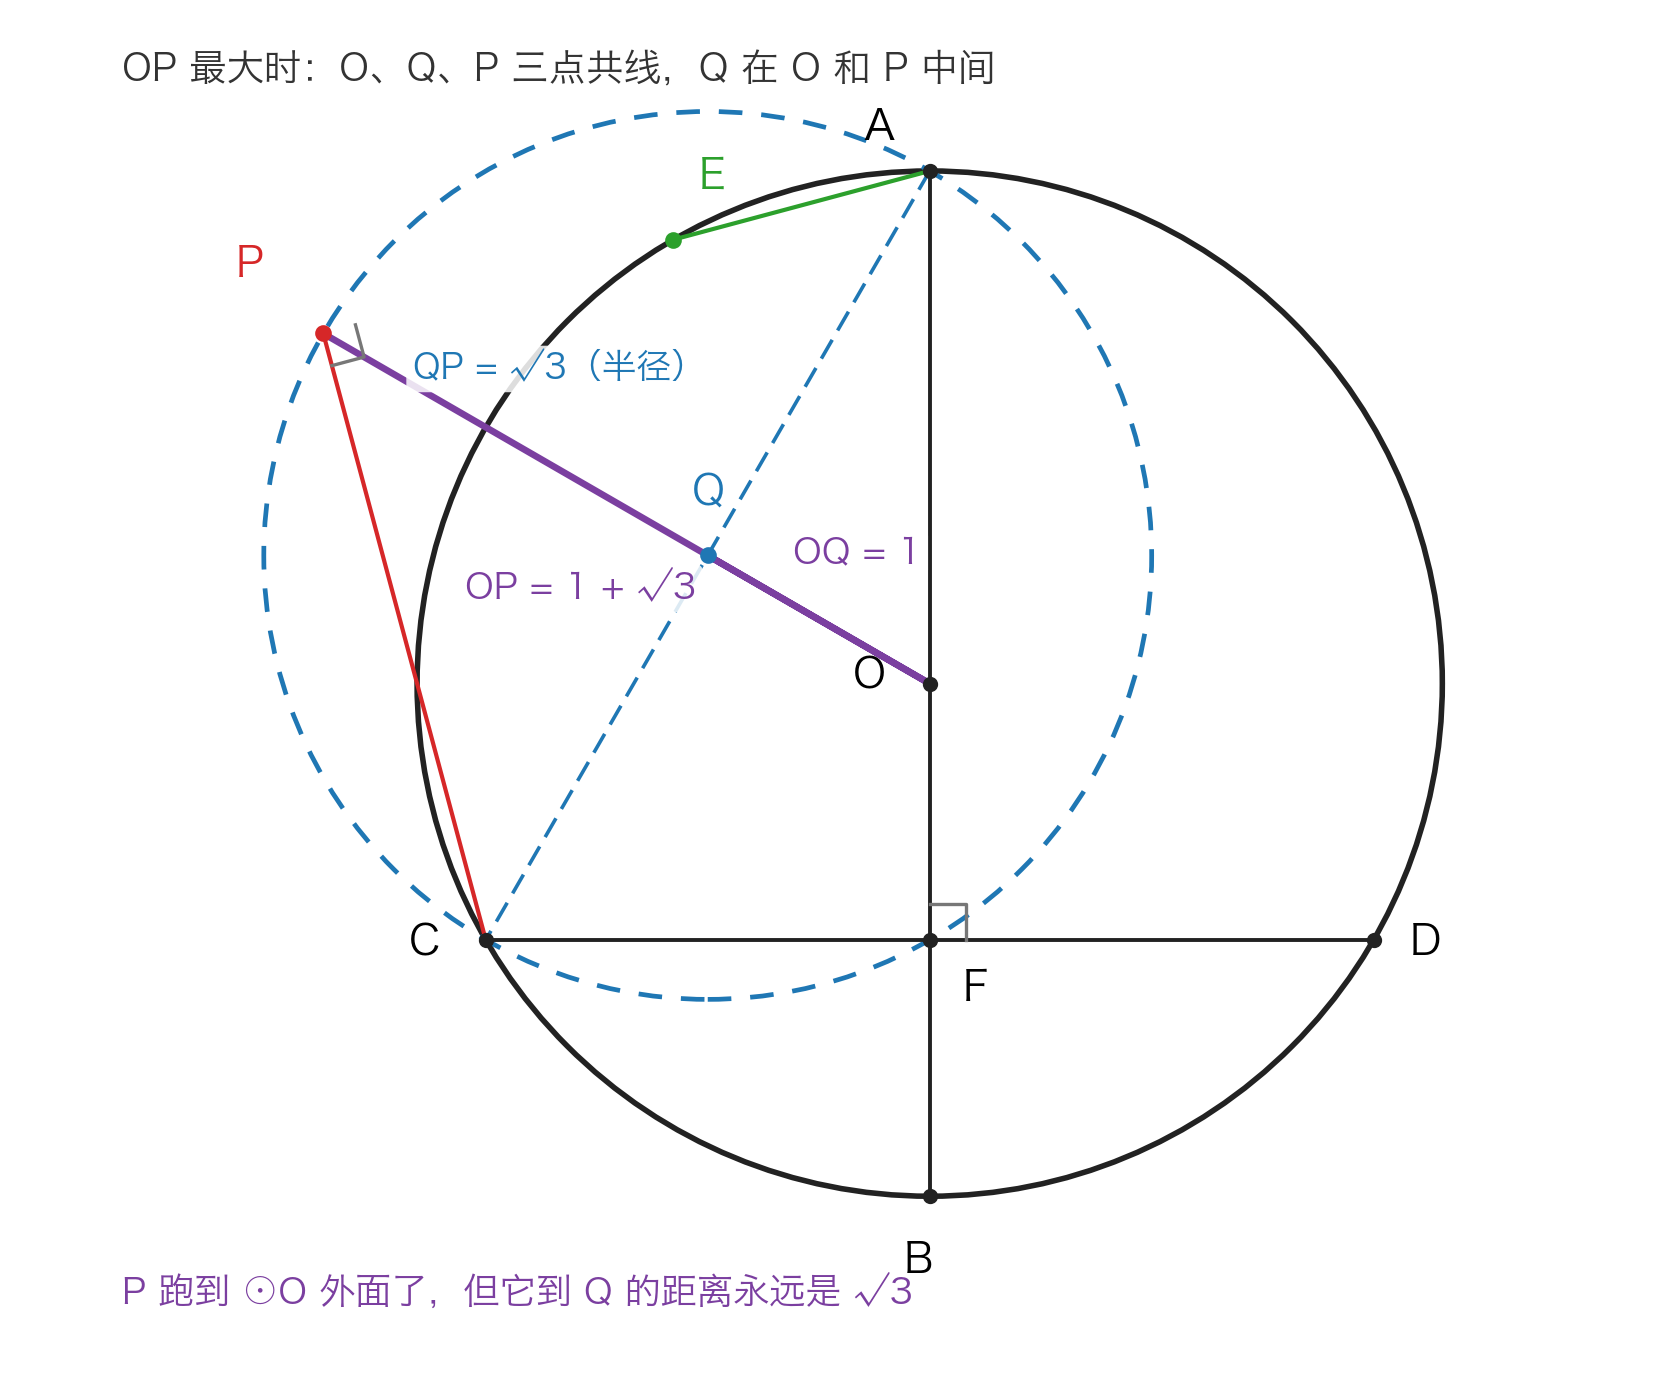 OP 最大时：O、Q、P 三点共线，Q 在 O 和 P 中间
A
E
P
QP = √3（半径）
Q
OQ = 1
OP = 1 + √3
O
C
D
F
B
P 跑到 ⊙O 外面了，但它到 Q 的距离永远是 √3